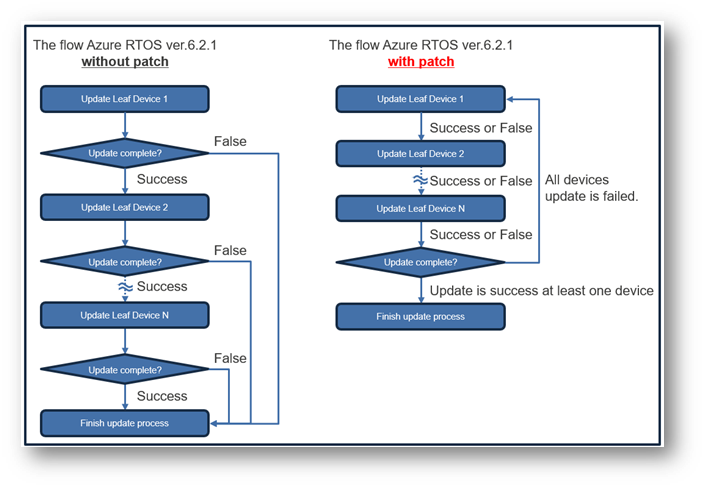 The flow Azure RTOS ver.6.2.1
without patch
Update Leaf Device 1
Update complete?
False
Success
Update Leaf Device 2
Update complete?
False
Success
Update Leaf Device N
Update complete?
False
Success
Finish update process
The flow Azure RTOS ver.6.2.1
with patch
Update Leaf Device 1
Success or False
Update Leaf Device 2
Success or False
Update Leaf Device N
Success or False
Update complete?
All devices
update is failed.
Update is success at least one device
Finish update process